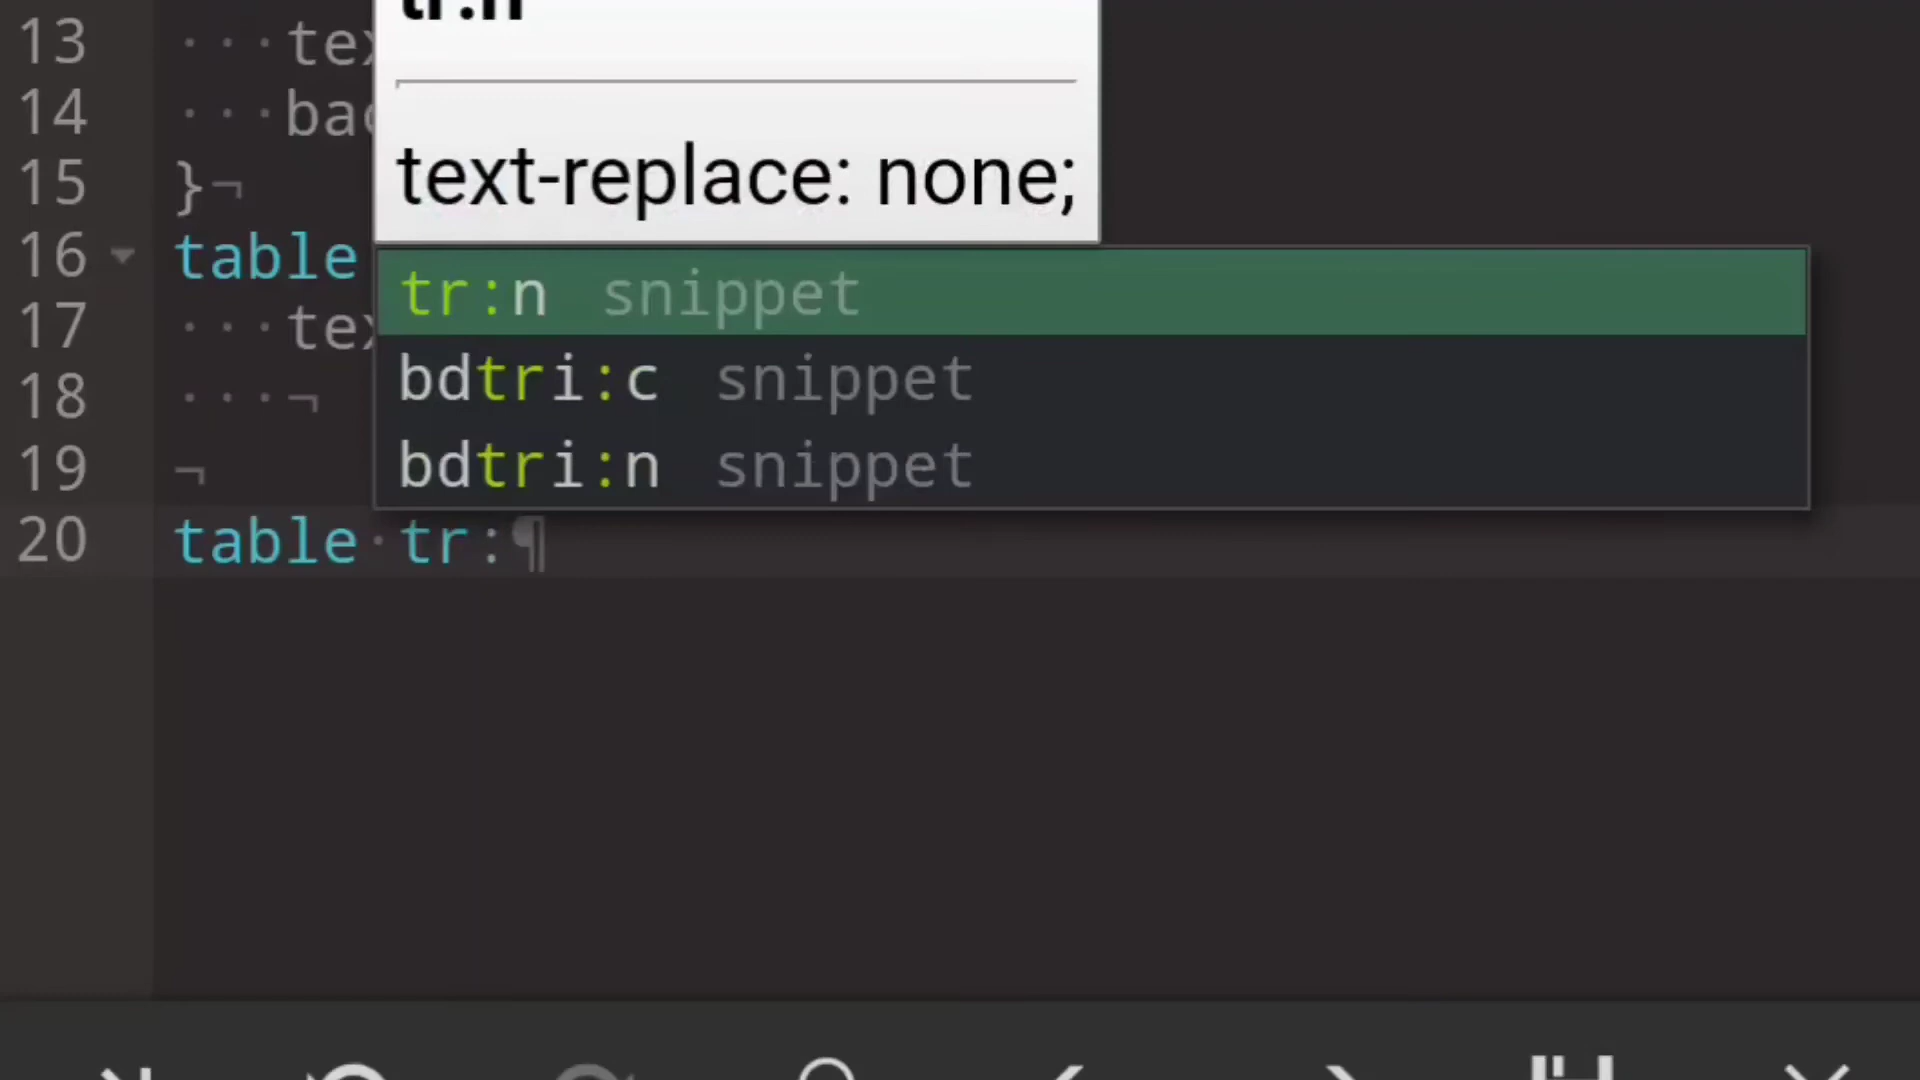 tr:n
text-replace: none;
13 ···tex
14 ···bac
15 }¬
16 table
17 ···tex
18 ···¬
19 ¬
20 table·tr:¶
tr:n snippet
bdtri:c snippet
bdtri:n snippet